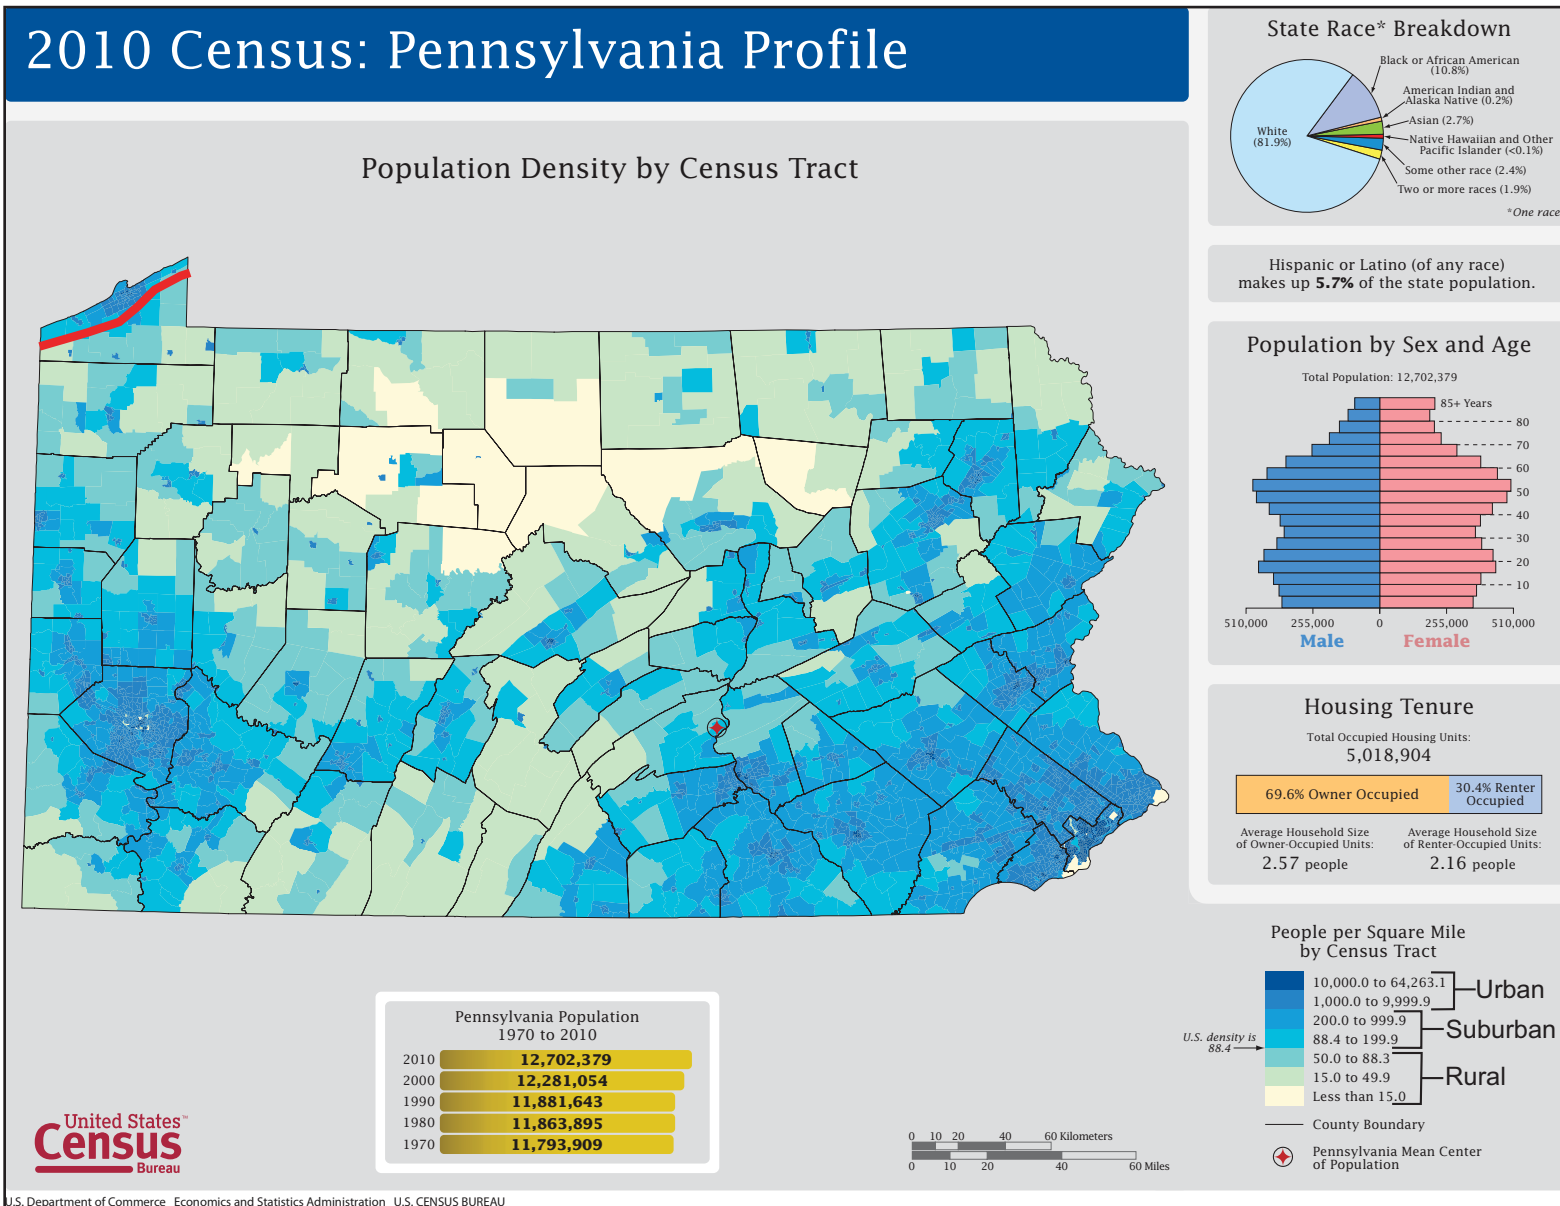 2010 Census: Pennsylvania Profile
Population Density by Census Tract
State Race* Breakdown
Black or African American
(10.8%)
American Indian and
Alaska Native (0.2%)
Asian (2.7%)
Native Hawaiian and Other
Pacific Islander (<0.1%)
Some other race (2.4%)
Two or more races (1.9%)
White
(81.9%)
*One race
Hispanic or Latino (of any race)
makes up 5.7% of the state population.
Population by Sex and Age
Total Population: 12,702,379
85+ Years
80
70
60
50
40
30
20
10
510,000 255,000 0 255,000 510,000
Male Female
Housing Tenure
Total Occupied Housing Units:
5,018,904
69.6% Owner Occupied
30.4% Renter
Occupied
Average Household Size
of Owner-Occupied Units:
2.57 people
Average Household Size
of Renter-Occupied Units:
2.16 people
People per Square Mile
by Census Tract
10,000.0 to 64,263.1
1,000.0 to 9,999.9
200.0 to 999.9
88.4 to 199.9
50.0 to 88.3
15.0 to 49.9
Less than 15.0
Urban
Suburban
Rural
U.S. density is
88.4
County Boundary
Pennsylvania Mean Center
of Population
Pennsylvania Population
1970 to 2010
2010 12,702,379
2000 12,281,054
1990 11,881,643
1980 11,863,895
1970 11,793,909
0 10 20 40 60 Kilometers
0 10 20 40 60 Miles
United States™
Census
Bureau
U.S. Department of Commerce Economics and Statistics Administration U.S. CENSUS BUREAU